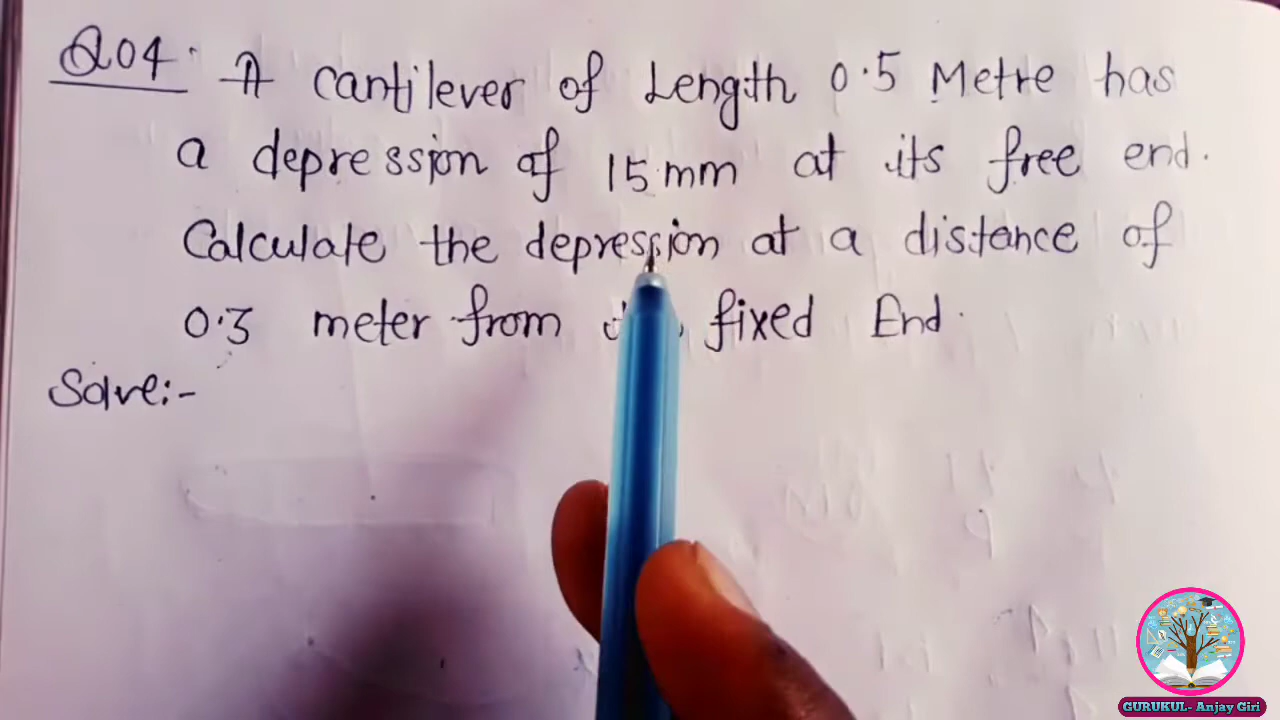 Q04. A cantilever of Length 0.5 Metre has
a depression of 15 mm at its free end.
Calculate the depression at a distance of
0.3 meter from fixed End.
Solve:-
GURUKUL- Anjay Giri